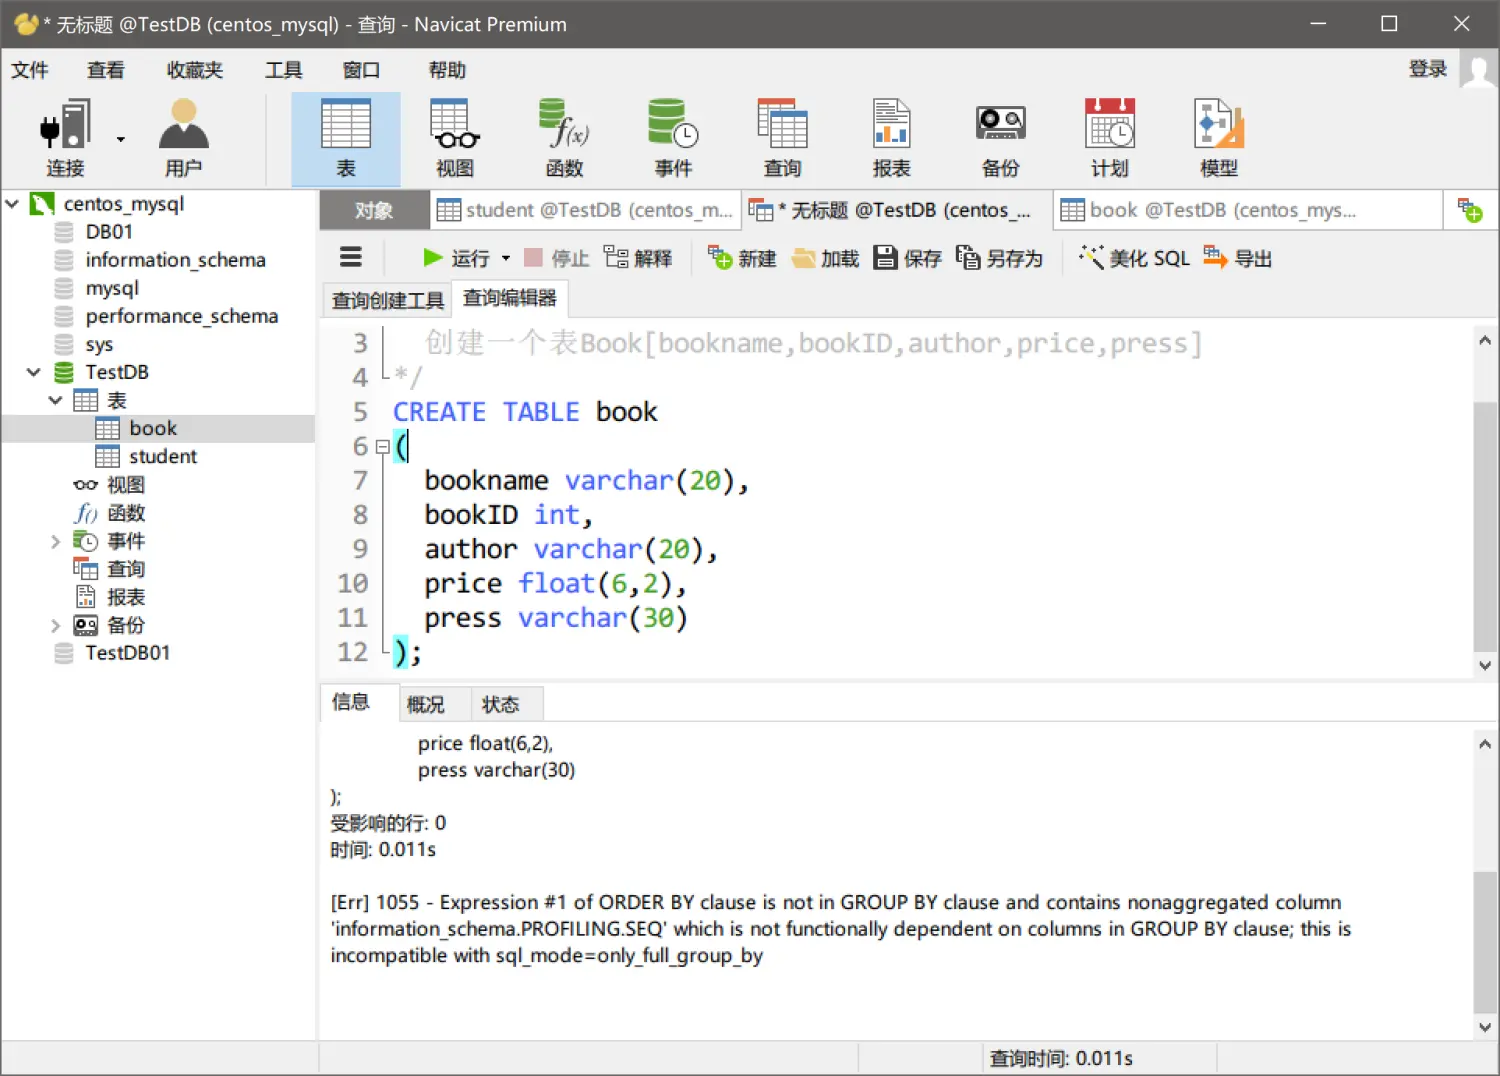 * 无标题 @TestDB (centos_mysql) - 查询 - Navicat Premium
文件 查看 收藏夹 工具 窗口 帮助 登录
连接 用户 表 视图 函数 事件 查询 报表 备份 计划 模型
centos_mysql
DB01
information_schema
mysql
performance_schema
sys
TestDB
表
book
student
视图
函数
事件
查询
报表
备份
TestDB01
对象 student @TestDB (centos_m... * 无标题 @TestDB (centos_... book @TestDB (centos_mys...
运行 停止 解释 新建 加载 保存 另存为 美化 SQL 导出
查询创建工具 查询编辑器
3 创建一个表Book[bookname,bookID,author,price,press]
4 */
5 CREATE TABLE book
6 (
7 bookname varchar(20),
8 bookID int,
9 author varchar(20),
10 price float(6,2),
11 press varchar(30)
12 );
信息 概况 状态
price float(6,2),
press varchar(30)
);
受影响的行: 0
时间: 0.011s
[Err] 1055 - Expression #1 of ORDER BY clause is not in GROUP BY clause and contains nonaggregated column
'information_schema.PROFILING.SEQ' which is not functionally dependent on columns in GROUP BY clause; this is
incompatible with sql_mode=only_full_group_by
查询时间: 0.011s